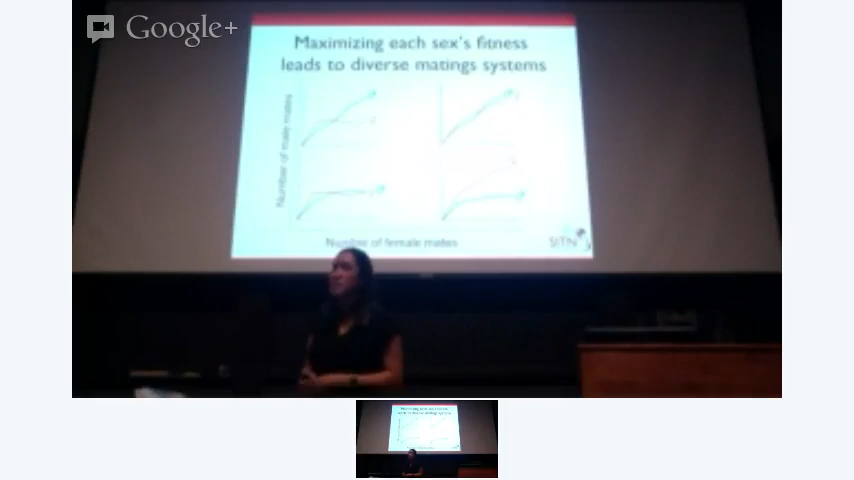 Google+
Maximizing each sex's fitness
leads to diverse matings systems
Number of male mates
Number of female mates
SITN